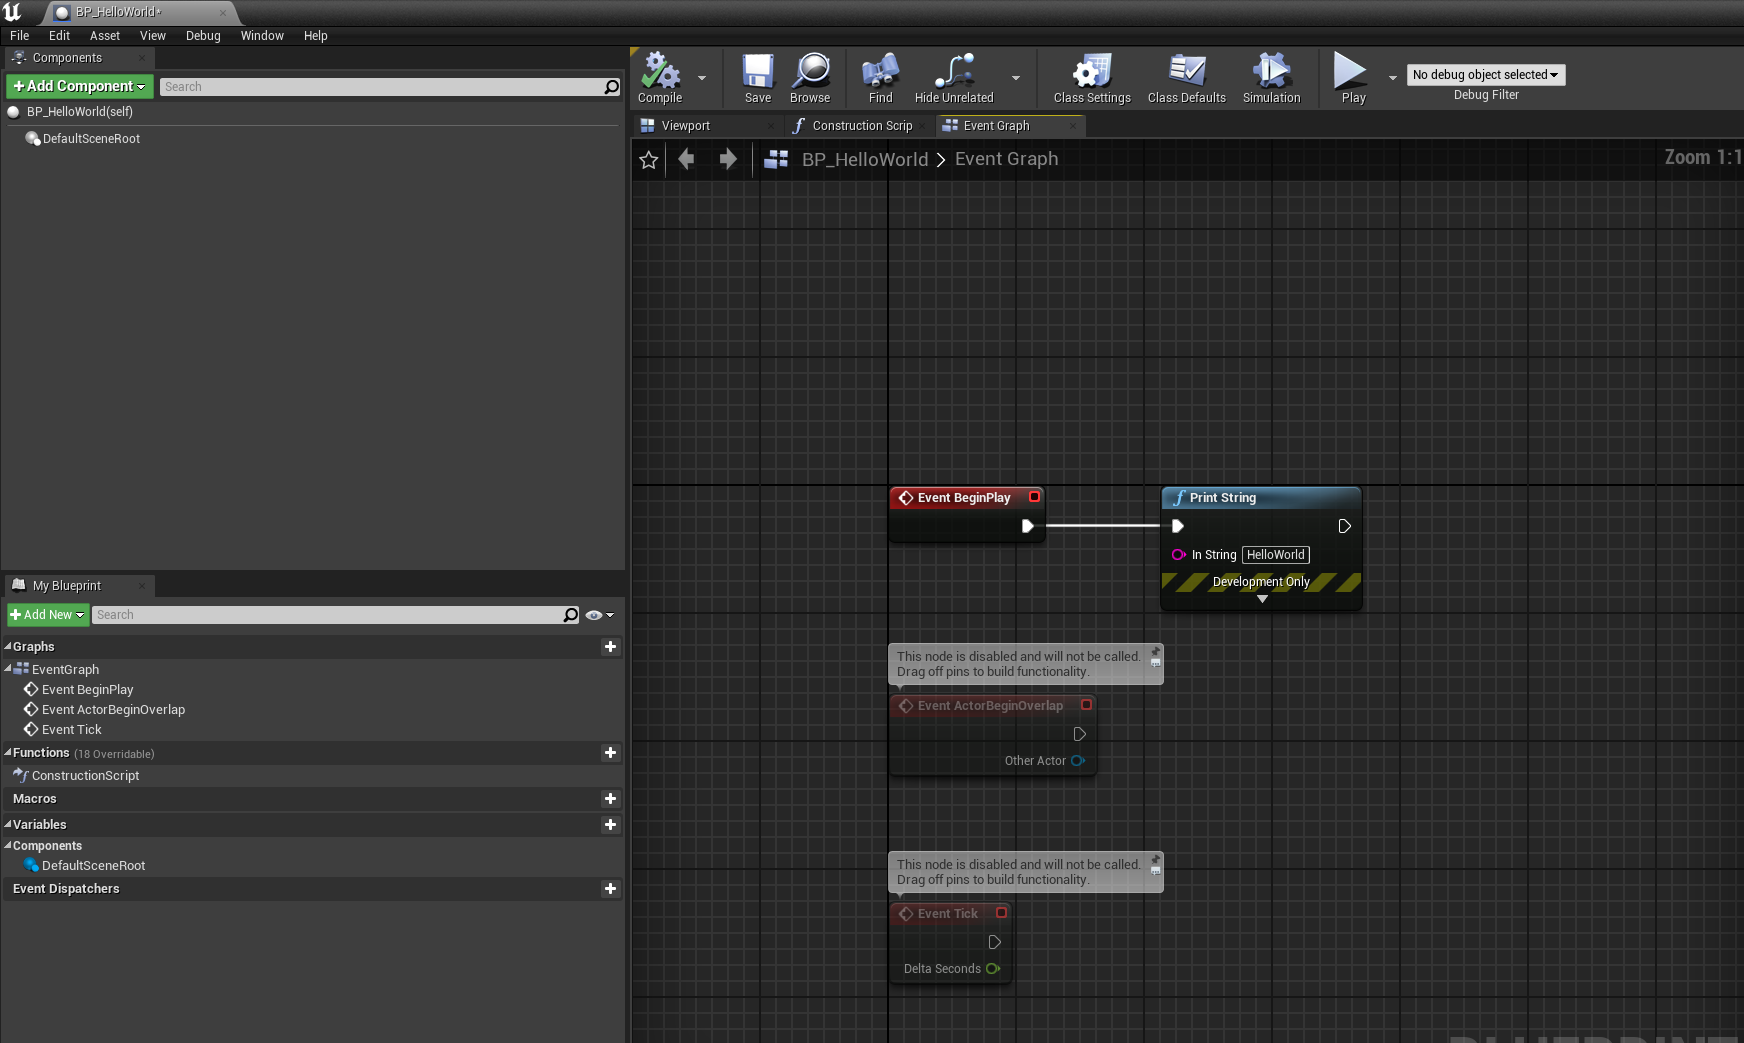 BP_HelloWorld*
File Edit Asset View Debug Window Help
Components
+ Add Component
Search
BP_HelloWorld(self)
DefaultSceneRoot
My Blueprint
+ Add New
Search
Graphs
EventGraph
Event BeginPlay
Event ActorBeginOverlap
Event Tick
Functions (18 Overridable)
ConstructionScript
Macros
Variables
Components
DefaultSceneRoot
Event Dispatchers
Compile
Save
Browse
Find
Hide Unrelated
Class Settings
Class Defaults
Simulation
Play
No debug object selected
Debug Filter
Viewport
Construction Scrip
Event Graph
BP_HelloWorld > Event Graph
Zoom 1:1
Event BeginPlay
Print String
In String HelloWorld
Development Only
This node is disabled and will not be called.
Drag off pins to build functionality.
Event ActorBeginOverlap
Other Actor
This node is disabled and will not be called.
Drag off pins to build functionality.
Event Tick
Delta Seconds